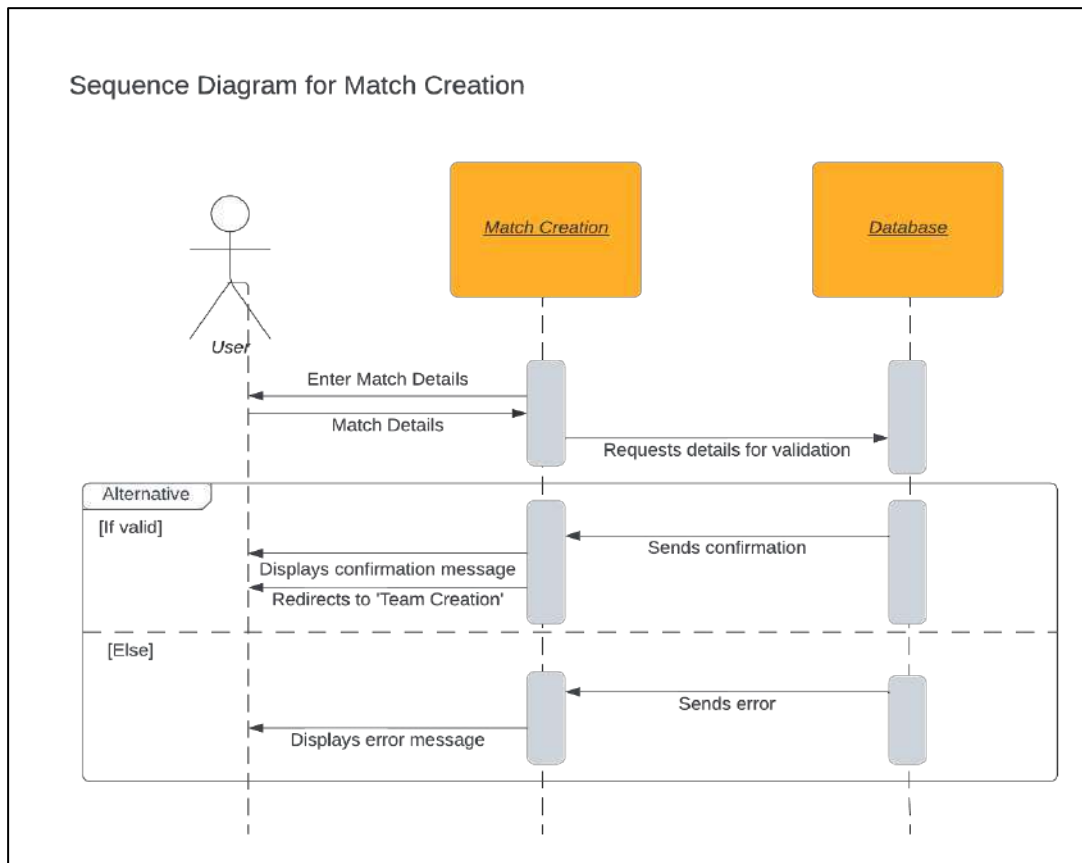 Sequence Diagram for Match Creation
Match Creation
Database
User
Enter Match Details
Match Details
Requests details for validation
Alternative
[If valid]
Sends confirmation
Displays confirmation message
Redirects to 'Team Creation'
[Else]
Sends error
Displays error message